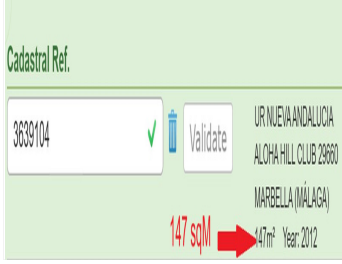 Cadastral Ref.
3639104
Validate
UR NUEVA ANDALUCIA
ALOHA HILL CLUB 29660
MARBELLA (MÁLAGA)
147m² Year: 2012
147 sqM